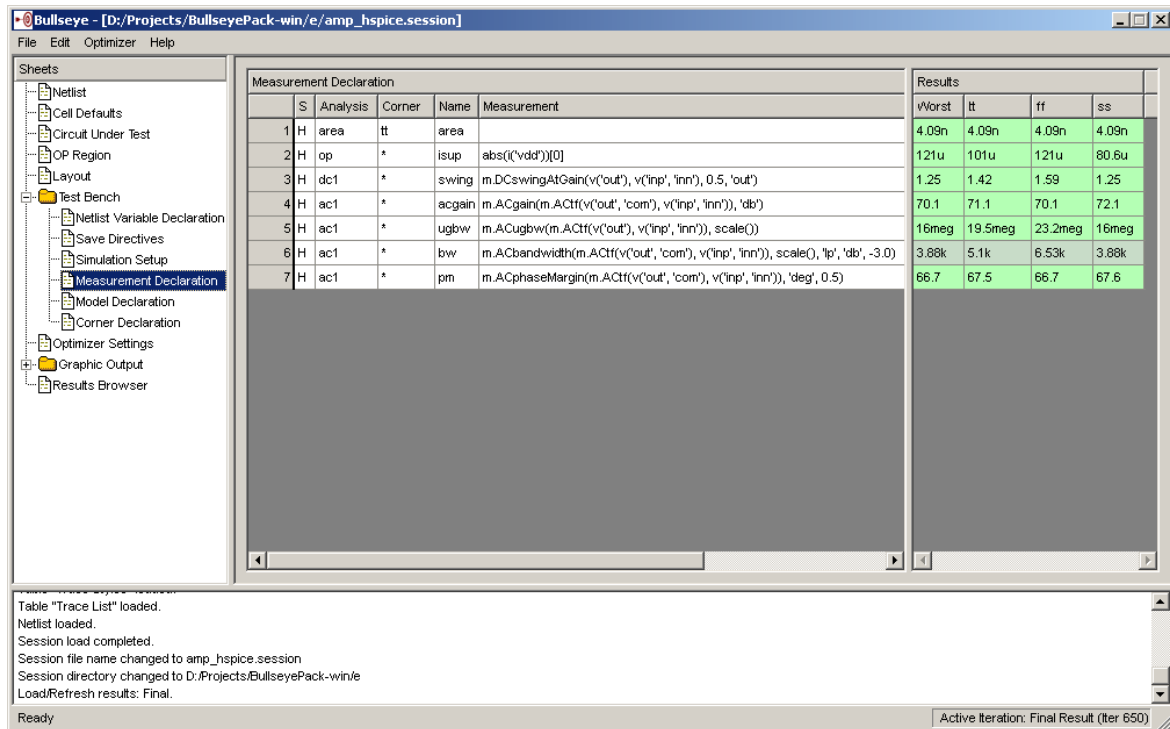 Bullseye - [D:/Projects/BullseyePack-win/e/amp_hspice.session]
File Edit Optimizer Help
Sheets
Netlist
Cell Defaults
Circuit Under Test
OP Region
Layout
Test Bench
Netlist Variable Declaration
Save Directives
Simulation Setup
Measurement Declaration
Model Declaration
Corner Declaration
Optimizer Settings
Graphic Output
Results Browser
Measurement Declaration
S Analysis Corner Name Measurement
1 H area tt area
2 H op * isup abs(i('vdd'))[0]
3 H dc1 * swing m.DCswingAtGain(v('out'), v('inp', 'inn'), 0.5, 'out')
4 H ac1 * acgain m.ACgain(m.ACtf(v('out', 'com'), v('inp', 'inn')), 'db')
5 H ac1 * ugbw m.ACugbw(m.ACtf(v('out'), v('inp', 'inn')), scale())
6 H ac1 * bw m.ACbandwidth(m.ACtf(v('out', 'com'), v('inp', 'inn')), scale(), 'lp', 'db', -3.0)
7 H ac1 * pm m.ACphaseMargin(m.ACtf(v('out', 'com'), v('inp', 'inn')), 'deg', 0.5)
Results
Worst tt ff ss
4.09n 4.09n 4.09n 4.09n
121u 101u 121u 80.6u
1.25 1.42 1.59 1.25
70.1 71.1 70.1 72.1
16meg 19.5meg 23.2meg 16meg
3.88k 5.1k 6.53k 3.88k
66.7 67.5 66.7 67.6
Table "Trace List" loaded.
Netlist loaded.
Session load completed.
Session file name changed to amp_hspice.session
Session directory changed to D:/Projects/BullseyePack-win/e
Load/Refresh results: Final.
Ready
Active Iteration: Final Result (Iter 650)